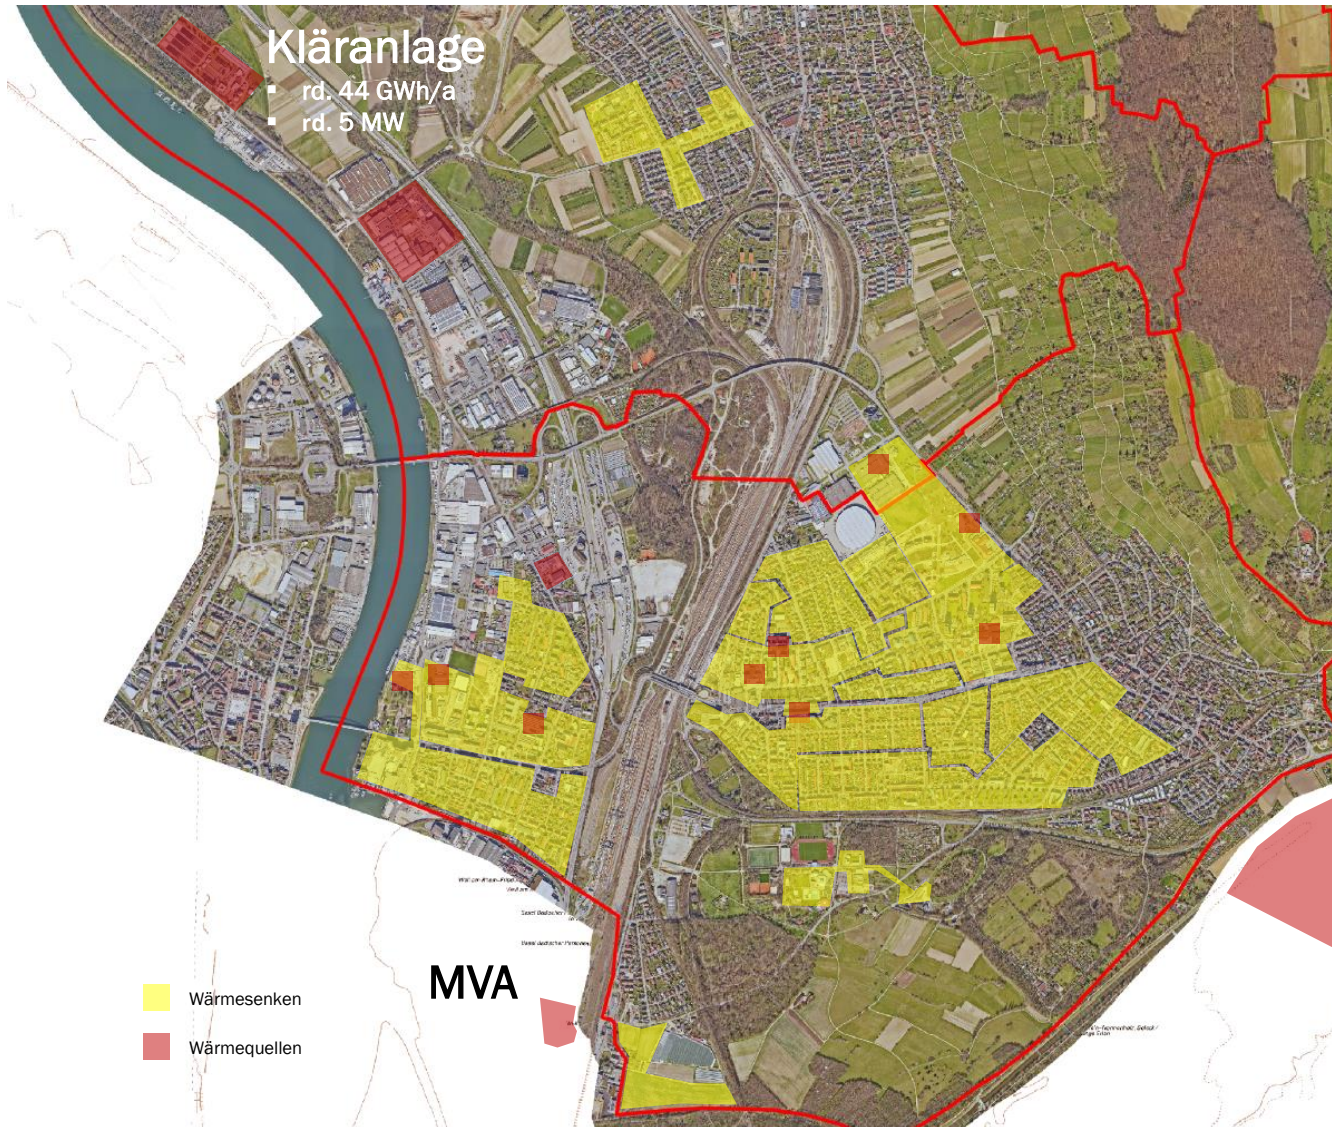 Kläranlage
▪ rd. 44 GWh/a
▪ rd. 5 MW
MVA
Wärmesenken
Wärmequellen